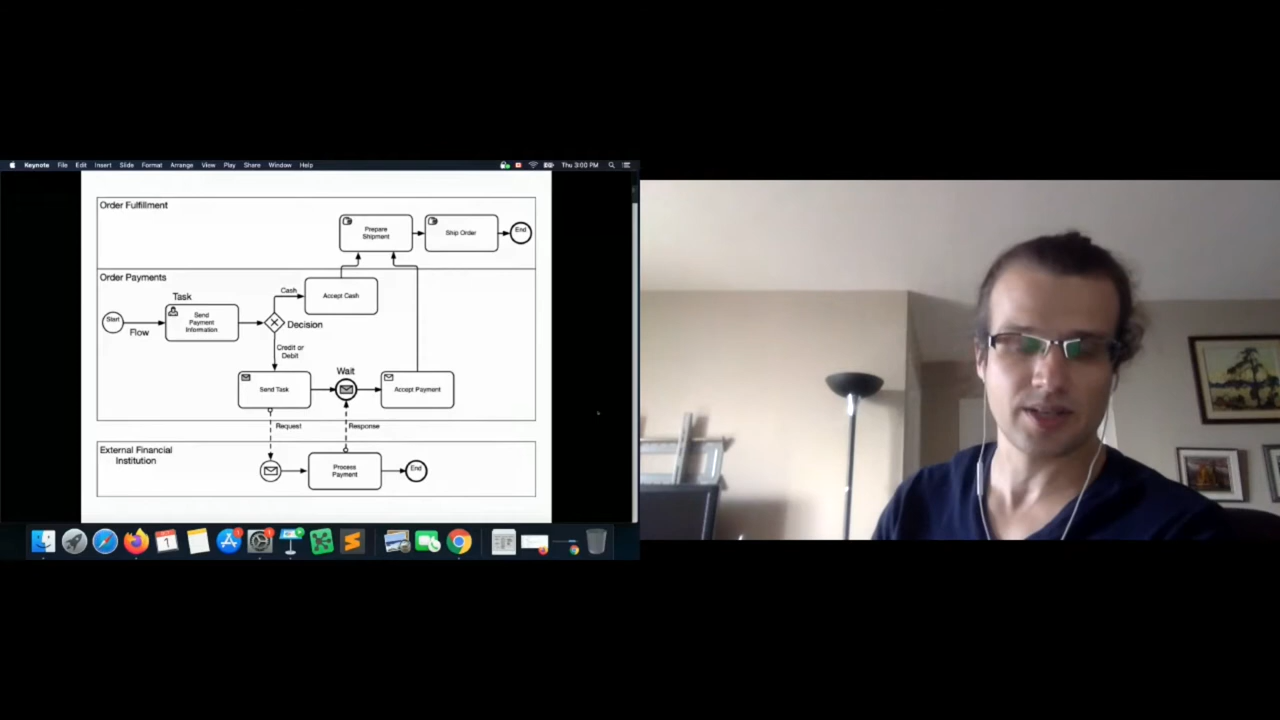 Keynote File Edit Insert Slide Format Arrange View Play Share Window Help
Thu 3:00 PM
Order Fulfillment
Prepare
Shipment
Ship Order
End
Order Payments
Cash
Accept Cash
Task
Start
Flow
Send
Payment
Information
Decision
Credit or
Debit
Wait
Send Task
Accept Payment
Request
Response
External Financial
Institution
Process
Payment
End
1